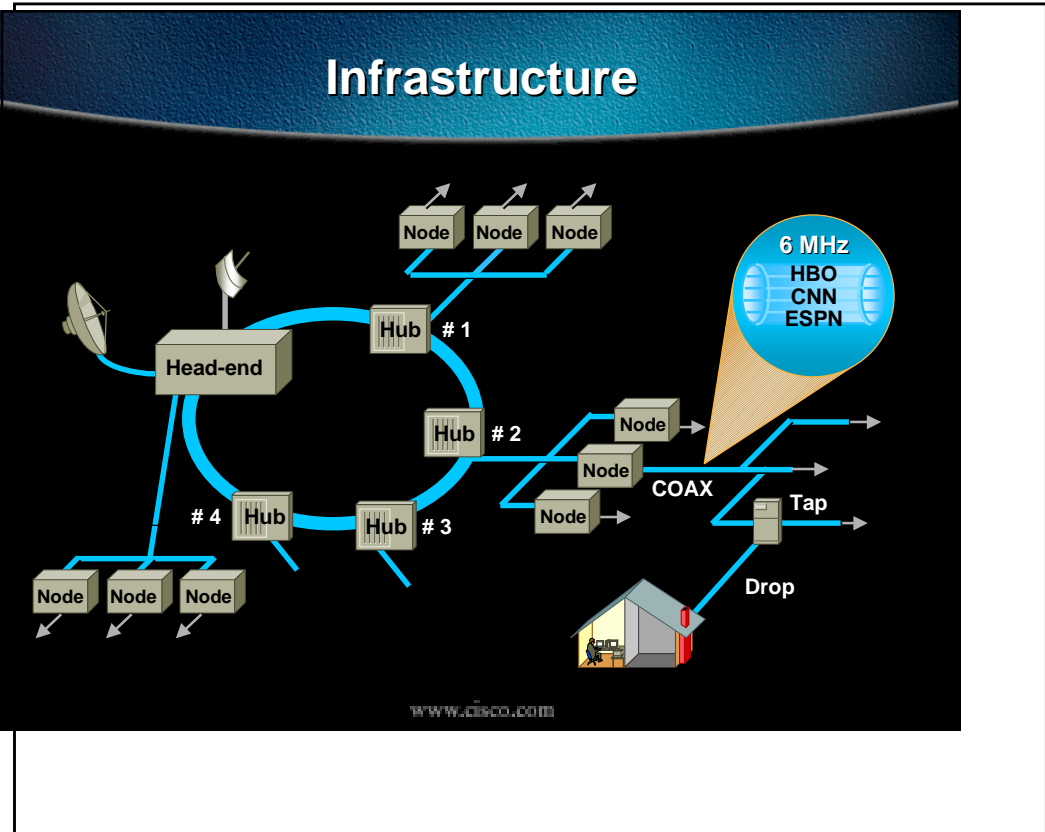 Infrastructure
Node Node Node
6 MHz
HBO
CNN
ESPN
Hub # 1
Head-end
Hub # 2
Node
Node
COAX
Node
Tap
# 4 Hub
Hub # 3
Drop
Node Node Node
www.cisco.com